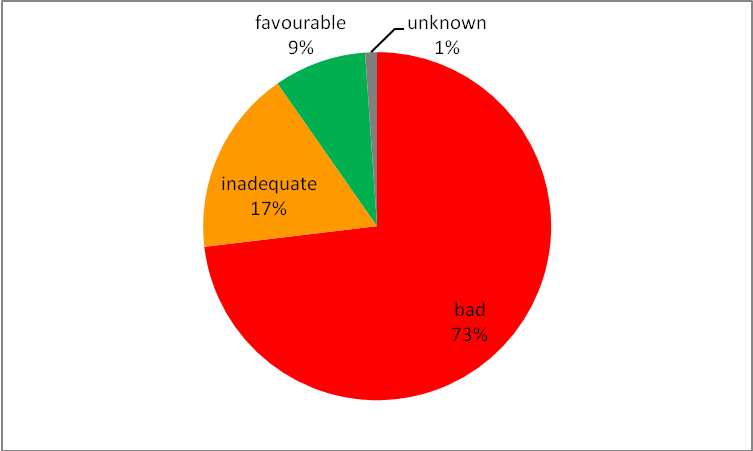 favourable
9%
unknown
1%
inadequate
17%
bad
73%